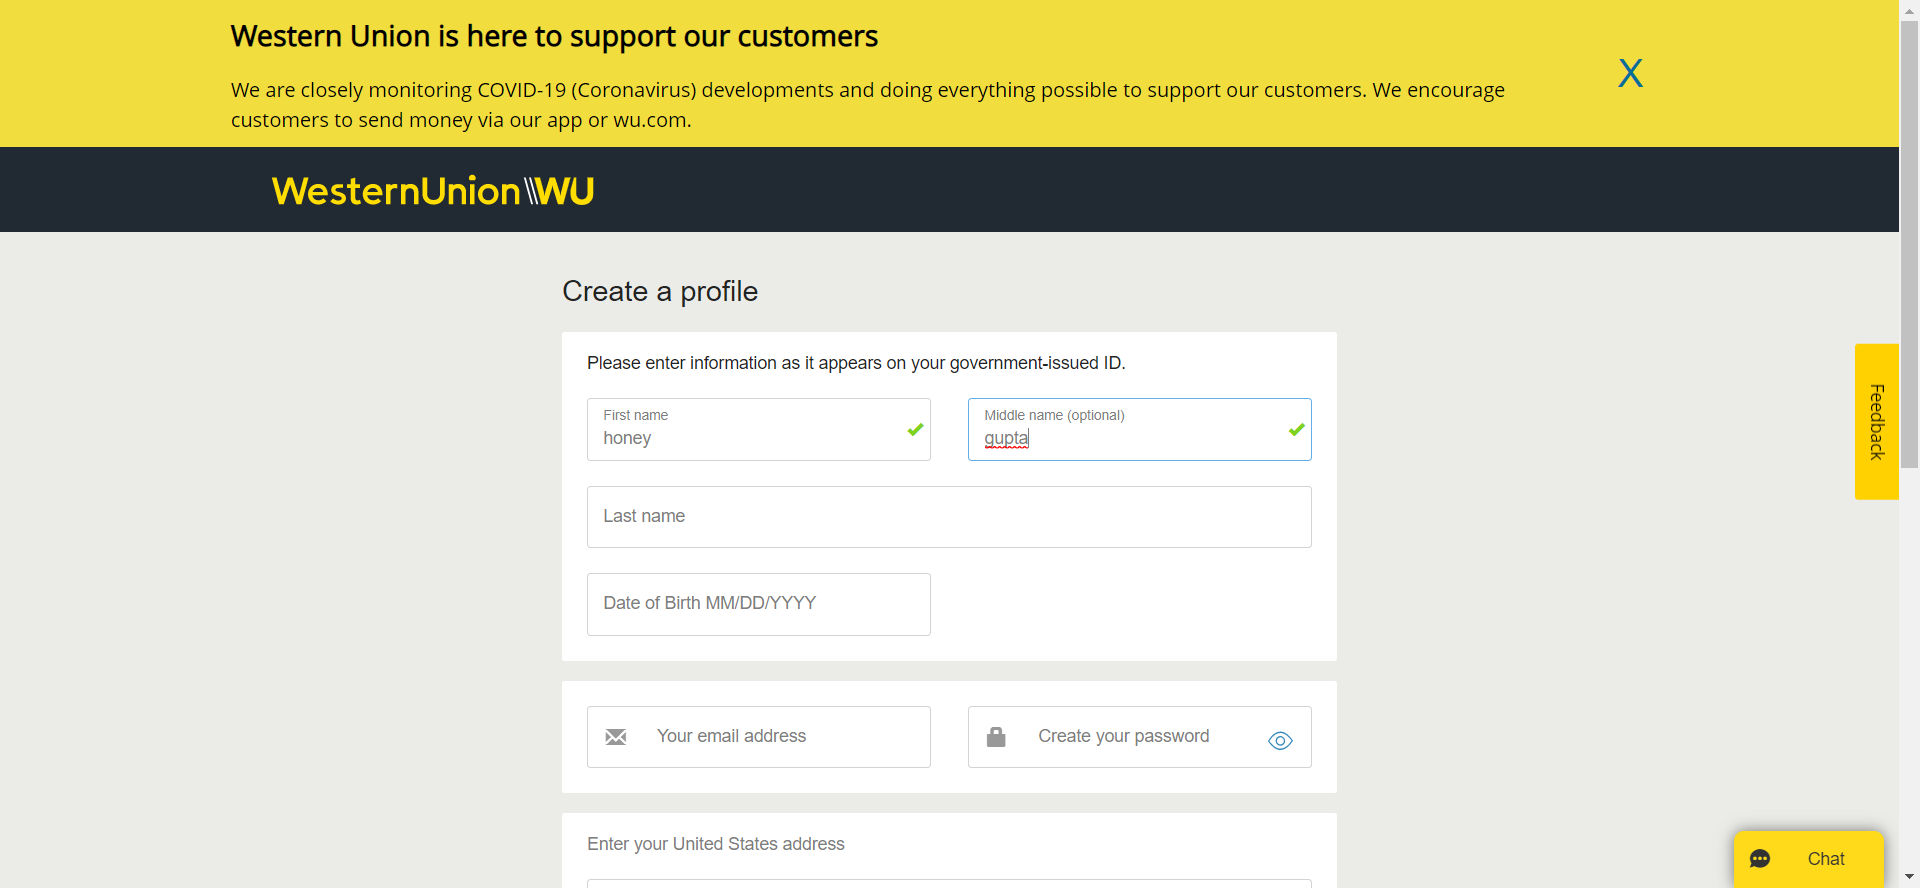 Western Union is here to support our customers
We are closely monitoring COVID-19 (Coronavirus) developments and doing everything possible to support our customers. We encourage
customers to send money via our app or wu.com.
X
WesternUnion WU
Create a profile
Please enter information as it appears on your government-issued ID.
First name
honey
Middle name (optional)
gupta
Last name
Date of Birth MM/DD/YYYY
Your email address
Create your password
Enter your United States address
Feedback
Chat